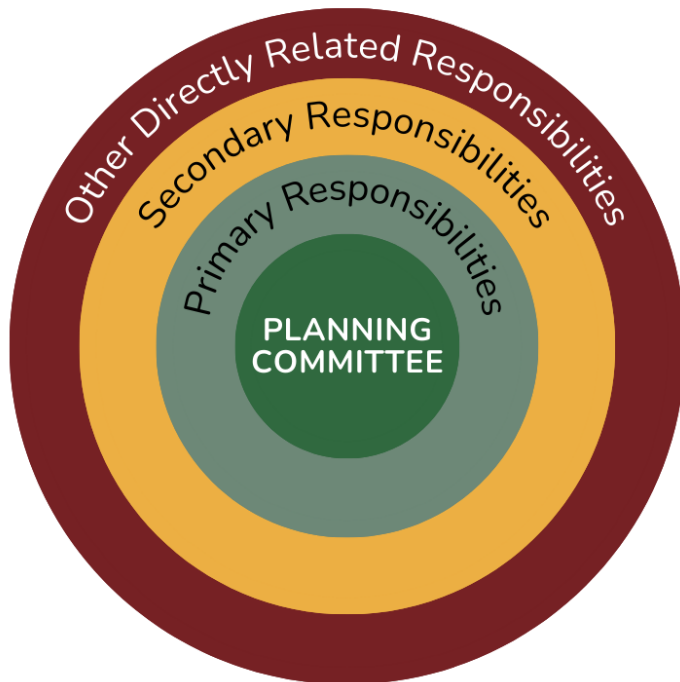 Other Directly Related Responsibilities
Secondary Responsibilities
Primary Responsibilities
PLANNING
COMMITTEE